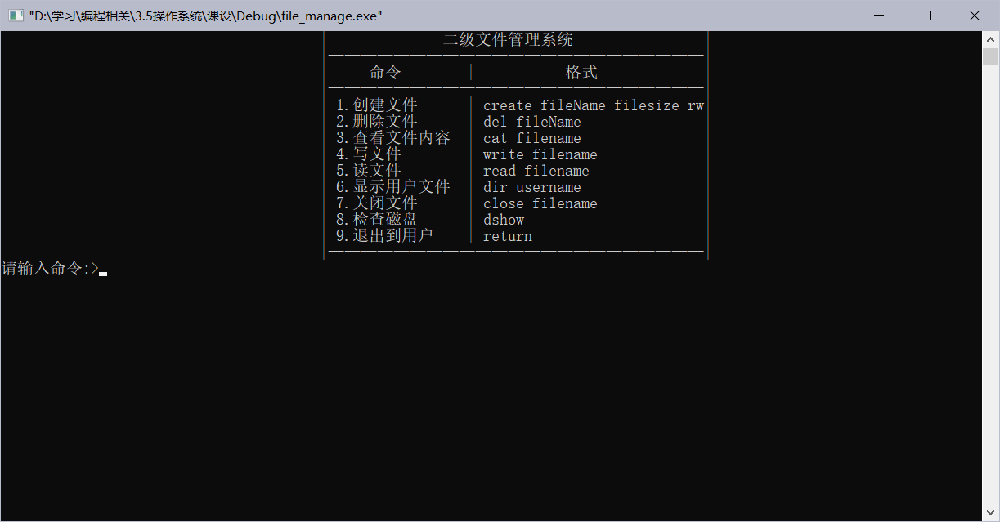 "D:\学习\编程相关\3.5操作系统\课设\Debug\file_manage.exe"
二级文件管理系统
命令 格式
1.创建文件 create fileName filesize rw
2.删除文件 del fileName
3.查看文件内容 cat filename
4.写文件 write filename
5.读文件 read filename
6.显示用户文件 dir username
7.关闭文件 close filename
8.检查磁盘 dshow
9.退出到用户 return
请输入命令:>